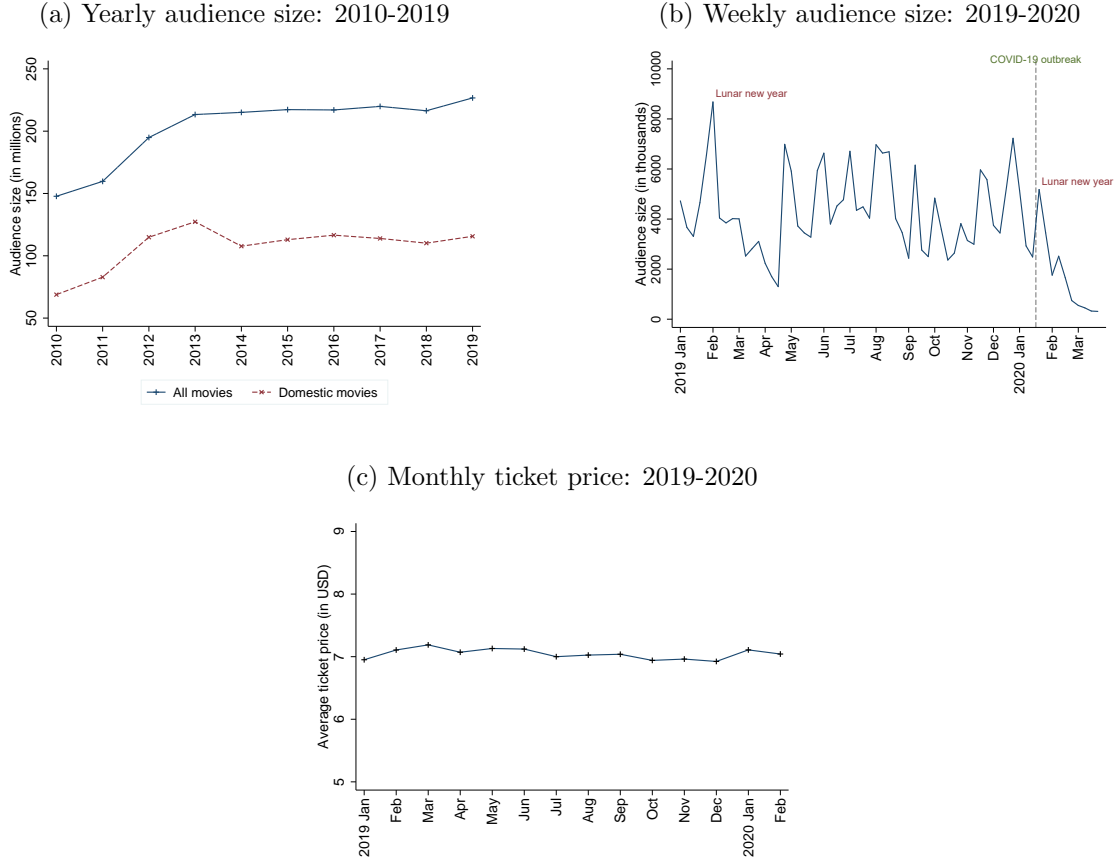 (a) Yearly audience size: 2010-2019
Audience size (in millions)
250
200
150
100
50
2010
2011
2012
2013
2014
2015
2016
2017
2018
2019
All movies
Domestic movies
(b) Weekly audience size: 2019-2020
Audience size (in thousands)
10000
8000
6000
4000
2000
0
COVID-19 outbreak
Lunar new year
Lunar new year
2019 Jan
Feb
Mar
Apr
May
Jun
Jul
Aug
Sep
Oct
Nov
Dec
2020 Jan
Feb
Mar
(c) Monthly ticket price: 2019-2020
Average ticket price (in USD)
9
8
7
6
5
2019 Jan
Feb
Mar
Apr
May
Jun
Jul
Aug
Sep
Oct
Nov
Dec
2020 Jan
Feb